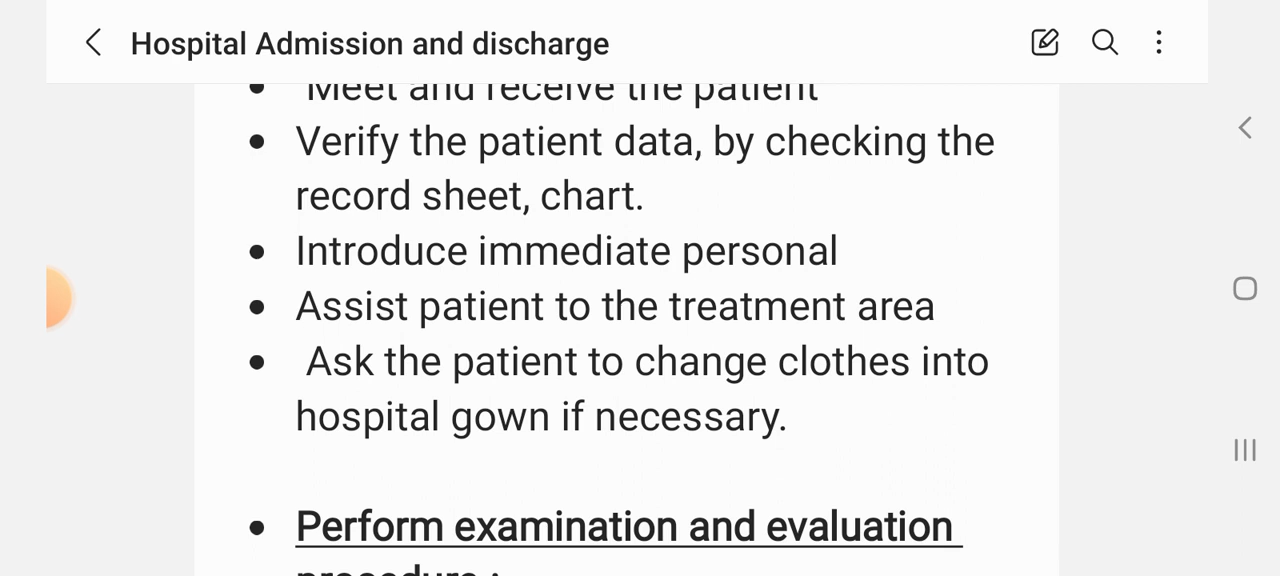 Hospital Admission and discharge
• Meet and receive the patient
• Verify the patient data, by checking the
record sheet, chart.
• Introduce immediate personal
• Assist patient to the treatment area
• Ask the patient to change clothes into
hospital gown if necessary.
• Perform examination and evaluation
procedure :